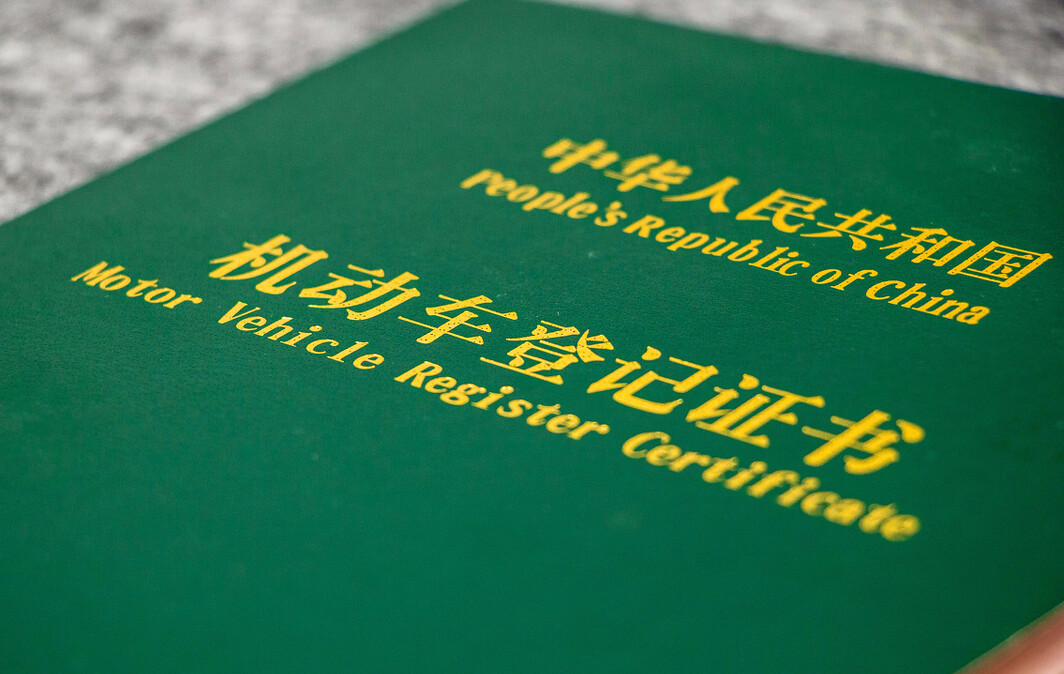 中华人民共和国
People's Republic of China
机动车登记证书
Motor Vehicle Register Certificate